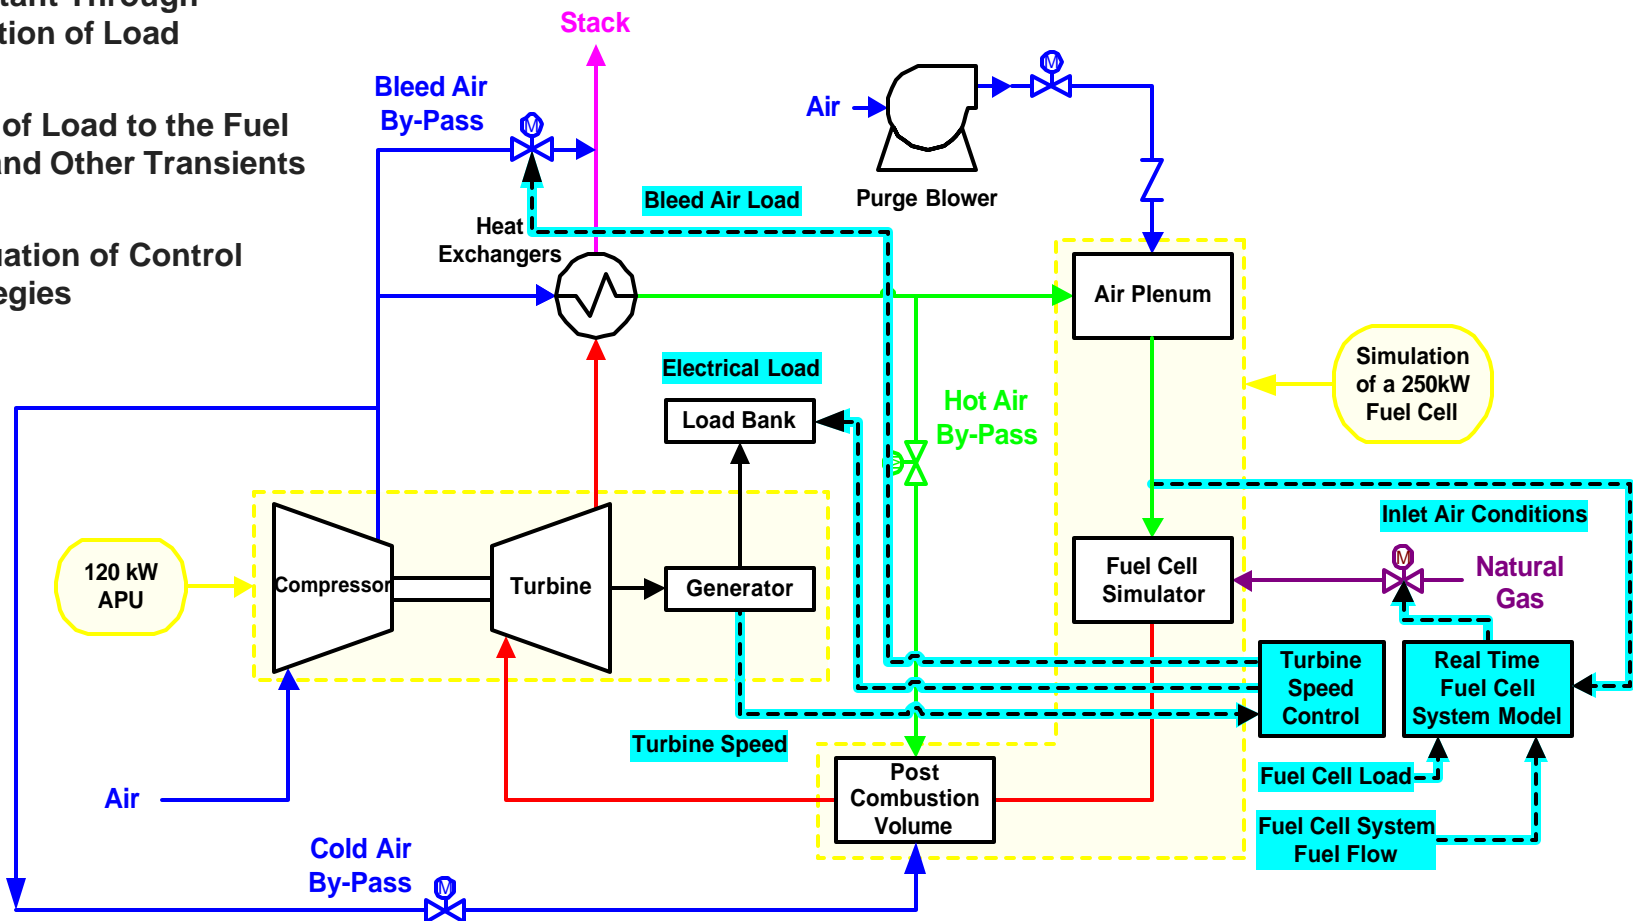 tant Through
tion of Load
of Load to the Fuel
and Other Transients
uation of Control
egies
Stack
Bleed Air
By-Pass
M
Air
M
Purge Blower
Bleed Air Load
Heat
Exchangers
Air Plenum
Simulation
of a 250kW
Fuel Cell
Electrical Load
Load Bank
Hot Air
By-Pass
Inlet Air Conditions
120 kW
APU
Compressor
Turbine
Generator
Fuel Cell
Simulator
M
Natural
Gas
Turbine
Speed
Control
Real Time
Fuel Cell
System Model
Turbine Speed
Post
Combustion
Volume
Fuel Cell Load
Fuel Cell System
Fuel Flow
Air
Cold Air
By-Pass
M